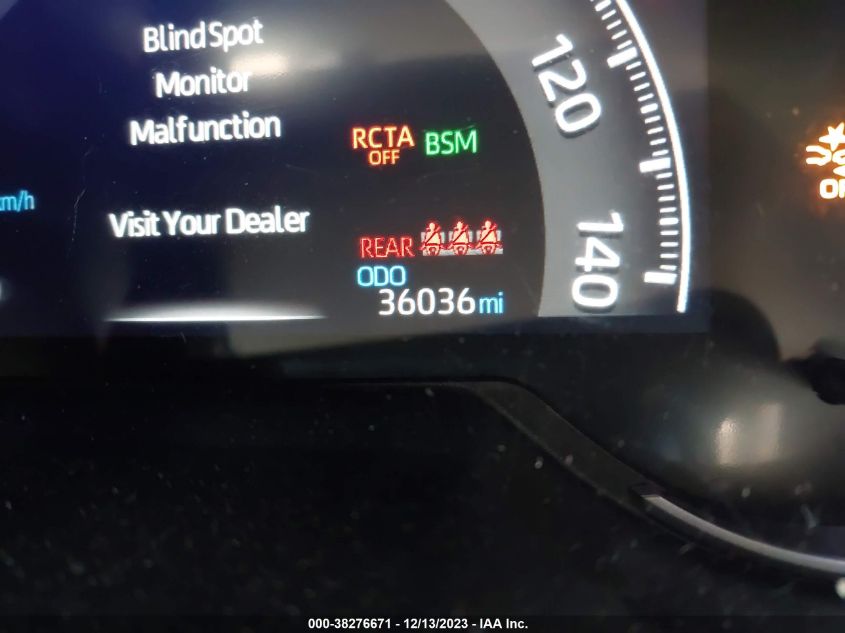 Blind Spot
Monitor
Malfunction
RCTA BSM
OFF
120
km/h
Visit Your Dealer
REAR
ODO
36036 mi
140
000-38276671 - 12/13/2023 - IAA Inc.